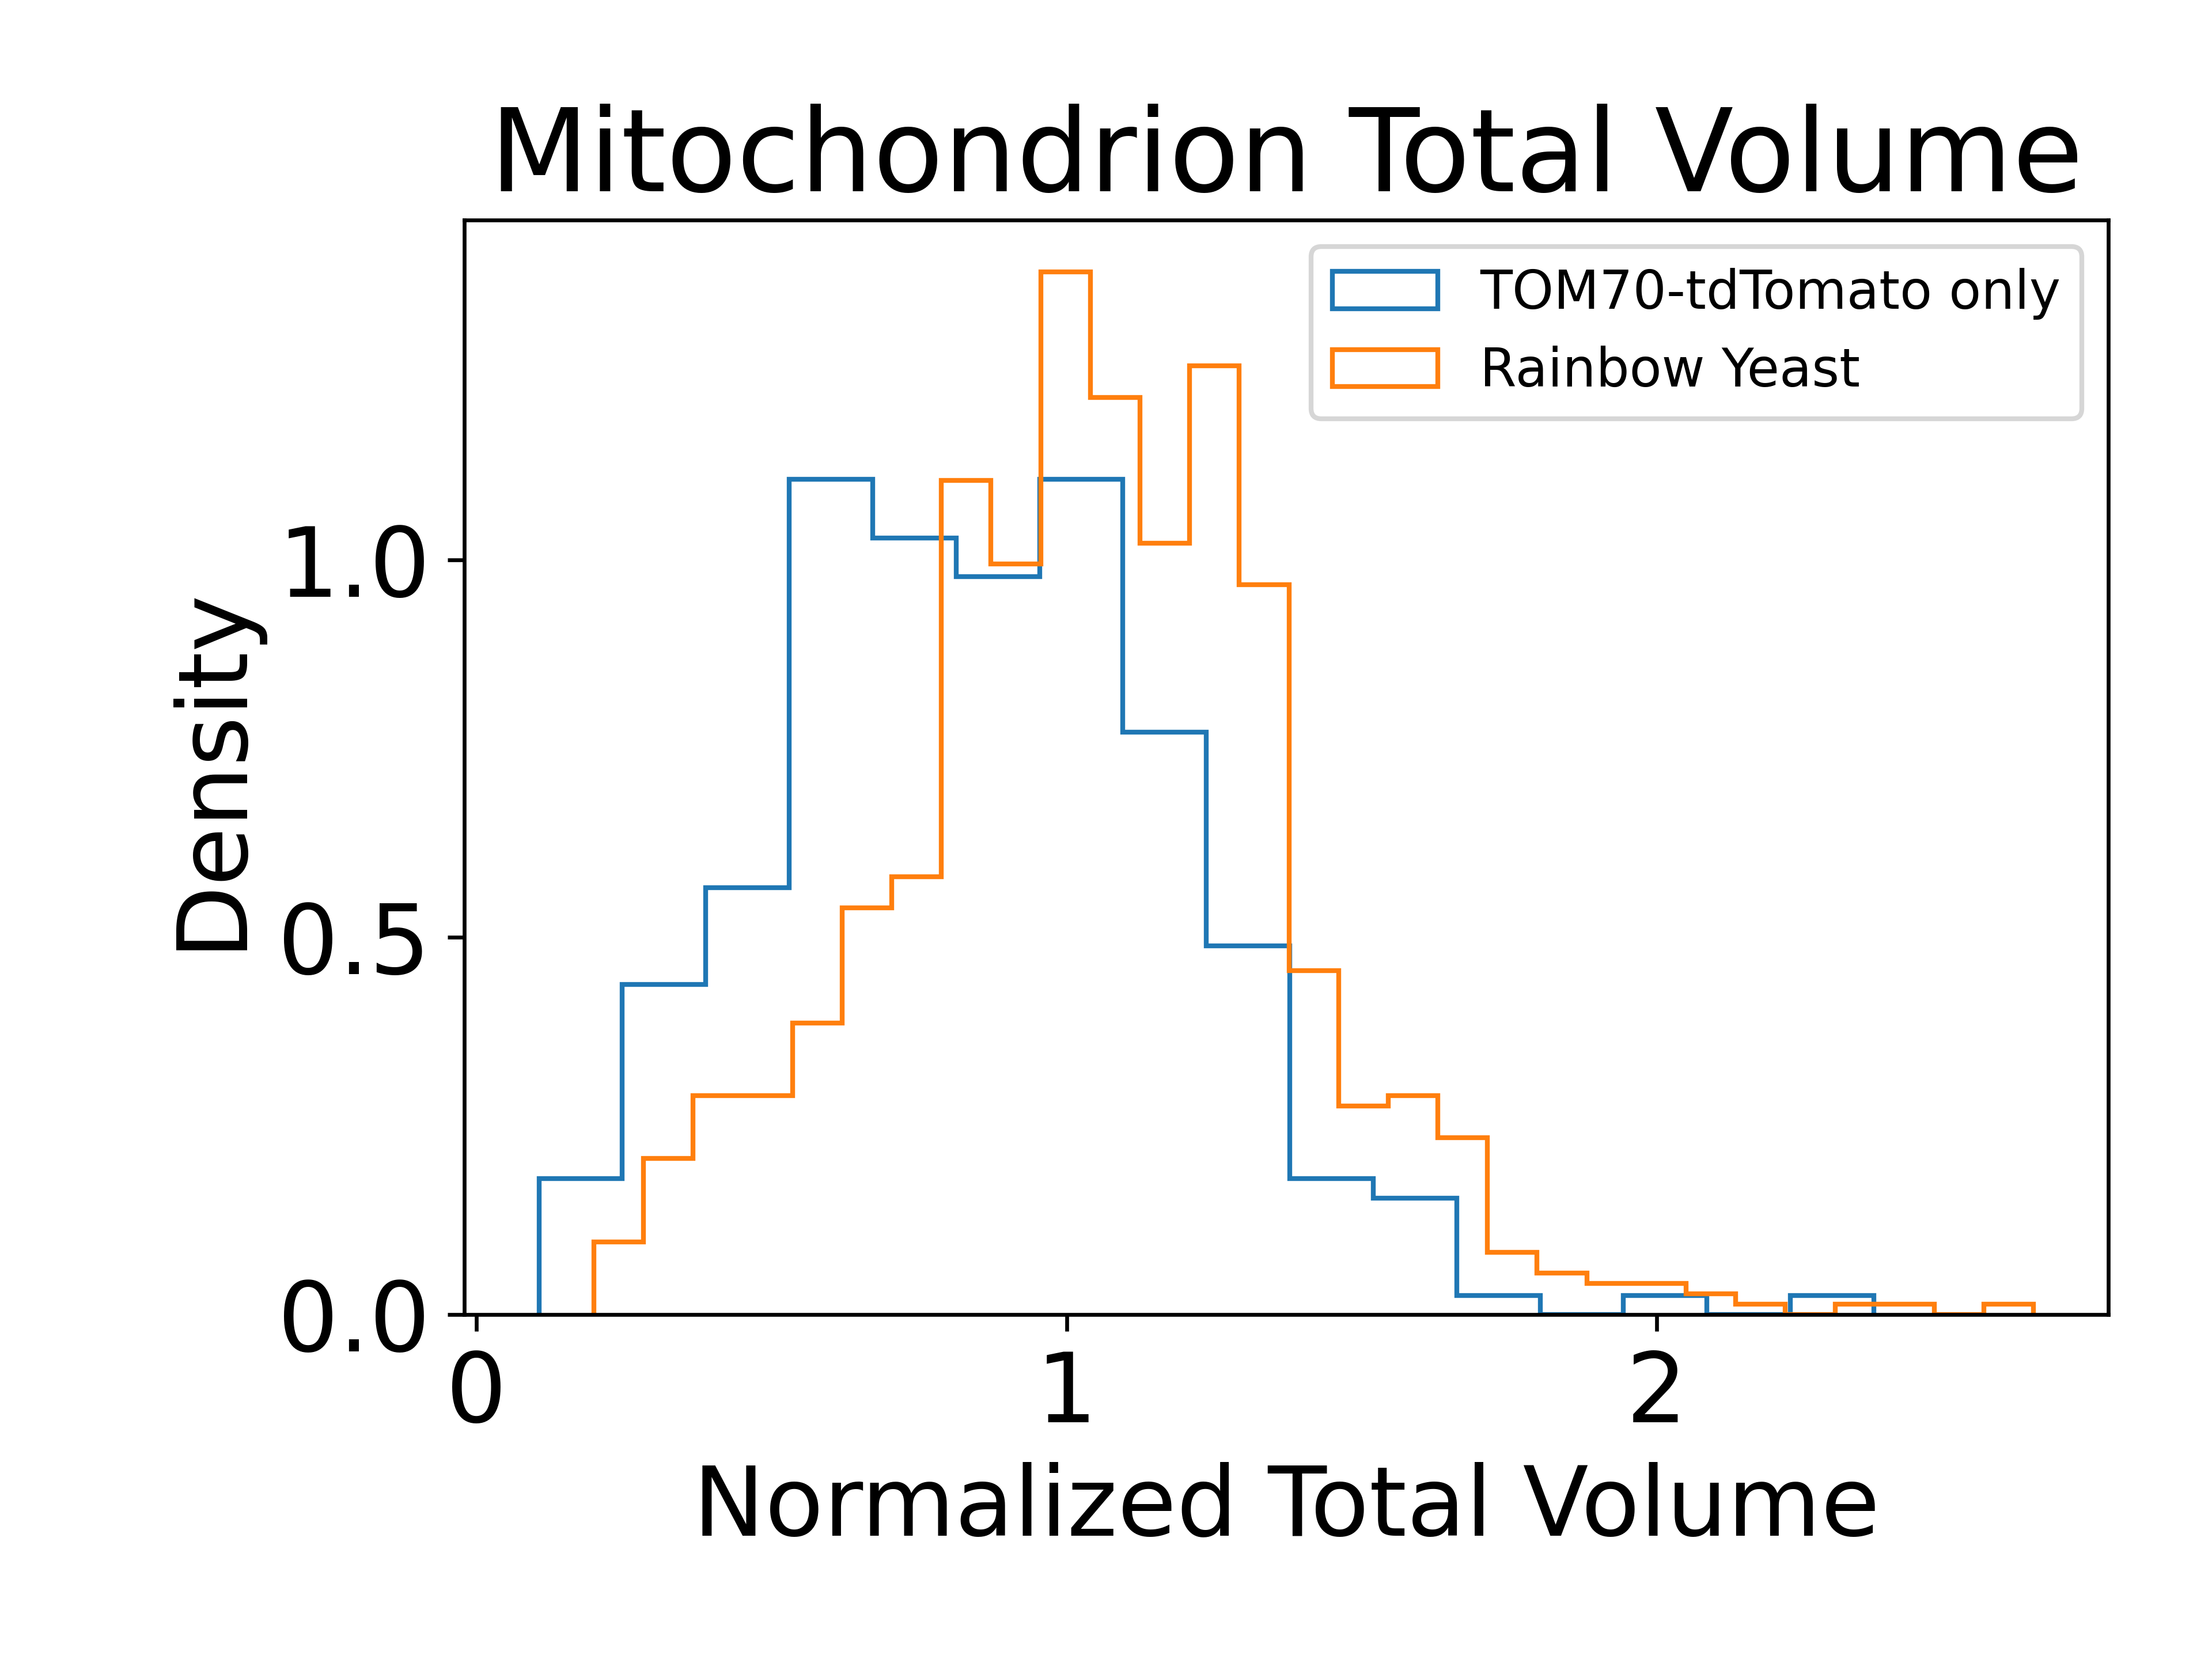 Mitochondrion Total Volume
TOM70-tdTomato only
Rainbow Yeast
Density
1.0
0.5
0.0
0
1
2
Normalized Total Volume